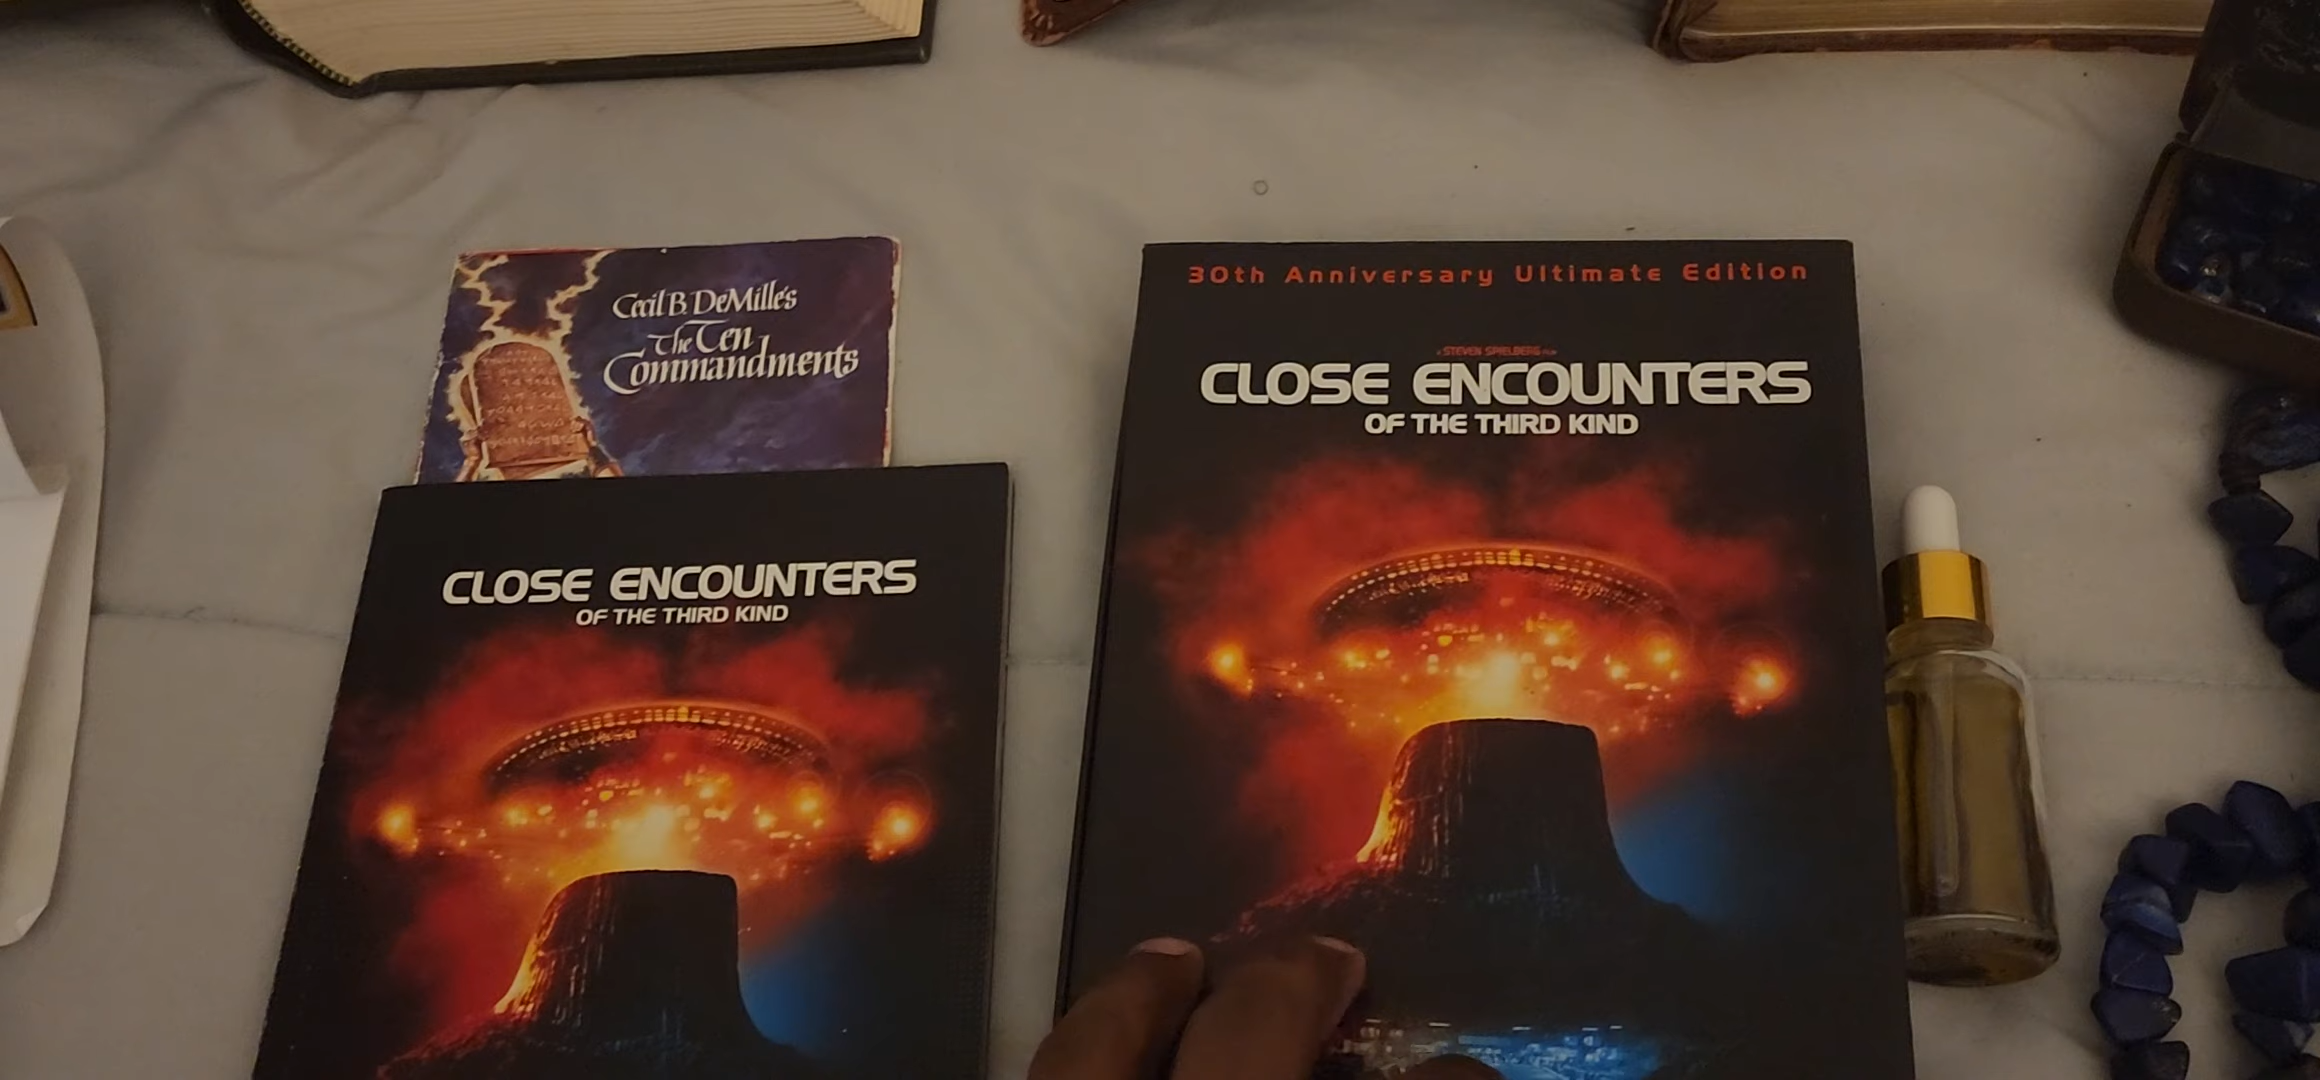 Cecil B. DeMille's
The Ten
Commandments
CLOSE ENCOUNTERS
OF THE THIRD KIND
30th Anniversary Ultimate Edition
A STEVEN SPIELBERG FILM
CLOSE ENCOUNTERS
OF THE THIRD KIND